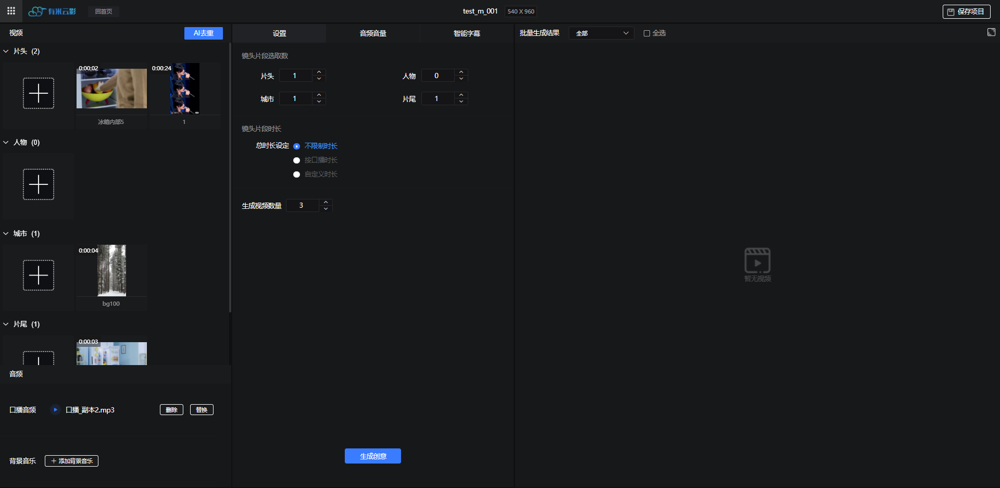 有米云影
回首页
test_m_001
540 X 960
保存项目
视频
AI去重
片头 (2)
0:00:02
冰箱内部5
0:00:24
1
人物 (0)
城市 (1)
0:00:04
bg100
片尾 (1)
0:00:03
音频
口播音频
口播_副本2.mp3
删除
替换
背景音乐
添加背景音乐
设置
音频音量
智能字幕
镜头片段选取数
片头 1
人物 0
城市 1
片尾 1
镜头片段时长
总时长设定
不限制时长
按口播时长
自定义时长
生成视频数量 3
生成创意
批量生成结果
全部
全选
暂无视频